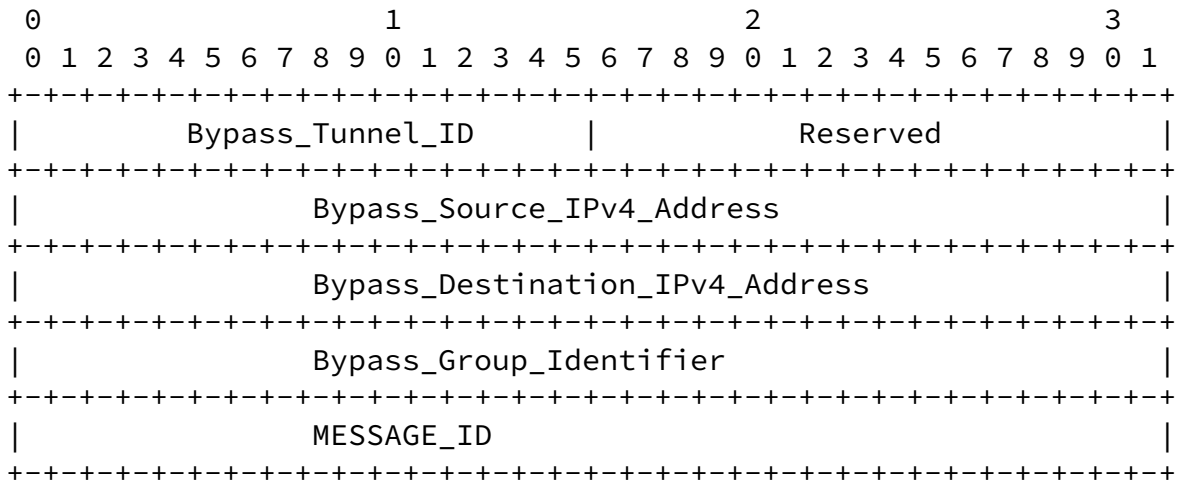 0                   1                   2                   3
 0 1 2 3 4 5 6 7 8 9 0 1 2 3 4 5 6 7 8 9 0 1 2 3 4 5 6 7 8 9 0 1
+-+-+-+-+-+-+-+-+-+-+-+-+-+-+-+-+-+-+-+-+-+-+-+-+-+-+-+-+-+-+-+-+
|         Bypass_Tunnel_ID      |           Reserved            |
+-+-+-+-+-+-+-+-+-+-+-+-+-+-+-+-+-+-+-+-+-+-+-+-+-+-+-+-+-+-+-+-+
|                Bypass_Source_IPv4_Address                     |
+-+-+-+-+-+-+-+-+-+-+-+-+-+-+-+-+-+-+-+-+-+-+-+-+-+-+-+-+-+-+-+-+
|                Bypass_Destination_IPv4_Address                |
+-+-+-+-+-+-+-+-+-+-+-+-+-+-+-+-+-+-+-+-+-+-+-+-+-+-+-+-+-+-+-+-+
|                Bypass_Group_Identifier                        |
+-+-+-+-+-+-+-+-+-+-+-+-+-+-+-+-+-+-+-+-+-+-+-+-+-+-+-+-+-+-+-+-+
|                MESSAGE_ID                                     |
+-+-+-+-+-+-+-+-+-+-+-+-+-+-+-+-+-+-+-+-+-+-+-+-+-+-+-+-+-+-+-+-+